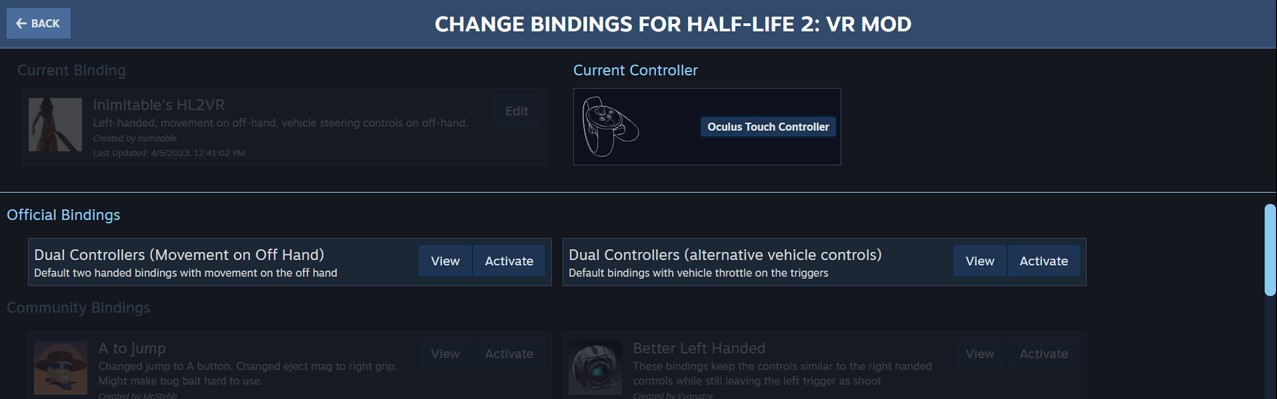 BACK
CHANGE BINDINGS FOR HALF-LIFE 2: VR MOD
Current Binding
Inimitable's HL2VR
Left-handed, movement on off-hand, vehicle steering controls on off-hand.
Created by Inimitable
Last Updated: 4/5/2023, 12:41:02 PM
Edit
Current Controller
Oculus Touch Controller
Official Bindings
Dual Controllers (Movement on Off Hand)
Default two handed bindings with movement on the off hand
View
Activate
Dual Controllers (alternative vehicle controls)
Default bindings with vehicle throttle on the triggers
View
Activate
Community Bindings
A to jump
Changed jump to A button. Changed eject mag to right grip.
Might make bug bait hard to use.
Created by McStebb
View
Activate
Better Left Handed
These bindings keep the controls similar to the right handed
controls while still leaving the left trigger as shoot
Created by
View
Activate